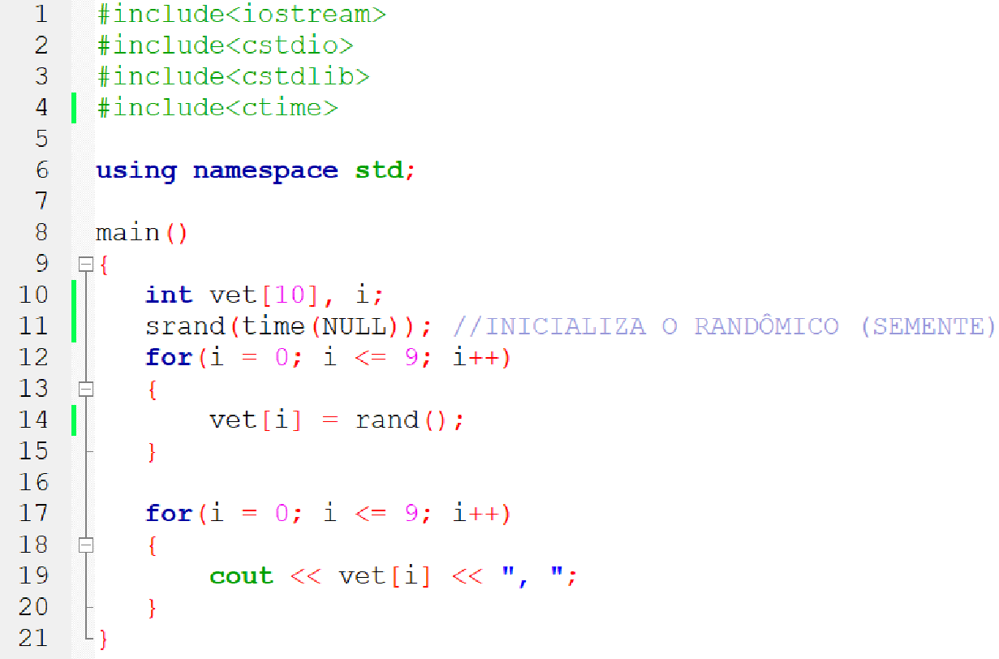 1 #include<iostream>
2 #include<cstdio>
3 #include<cstdlib>
4 #include<ctime>
5
6 using namespace std;
7
8 main()
9 {
10 int vet[10], i;
11 srand(time(NULL)); //INICIALIZA O RANDÔMICO (SEMENTE)
12 for(i = 0; i <= 9; i++)
13 {
14 vet[i] = rand();
15 }
16
17 for(i = 0; i <= 9; i++)
18 {
19 cout << vet[i] << ", ";
20 }
21 }